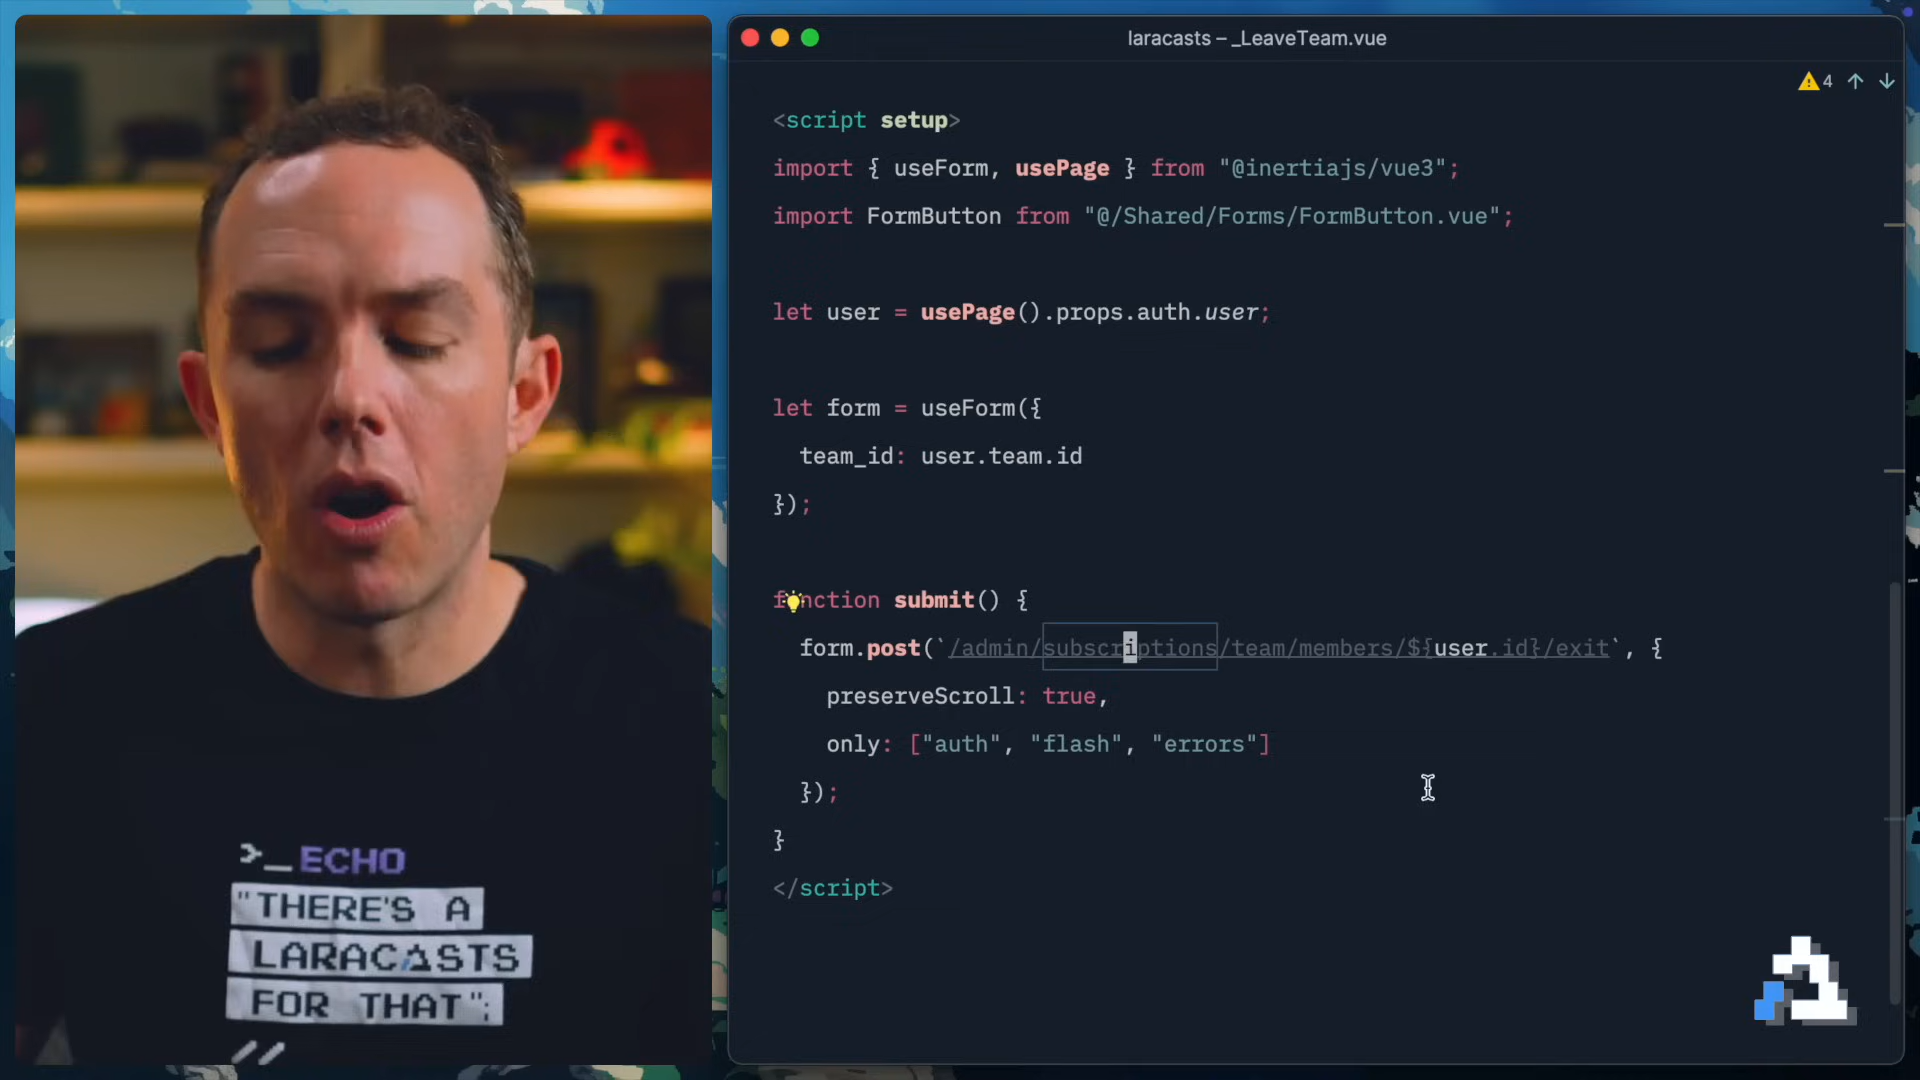 >_ECHO
"THERE'S A
LARACASTS
FOR THAT";
//
laracasts – _LeaveTeam.vue
4
<script setup>
import { useForm, usePage } from "@inertiajs/vue3";
import FormButton from "@/Shared/Forms/FormButton.vue";
let user = usePage().props.auth.user;
let form = useForm({
team_id: user.team.id
});
function submit() {
form.post(`/admin/subscriptions/team/members/${user.id}/exit`, {
preserveScroll: true,
only: ["auth", "flash", "errors"]
});
}
</script>